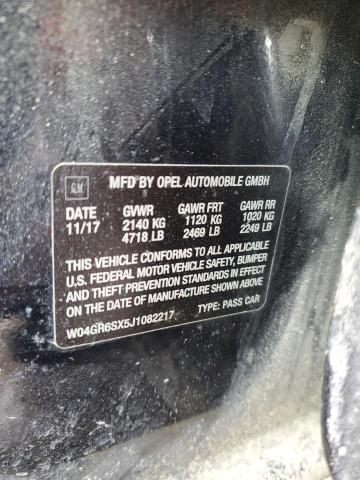 GM
MFD BY OPEL AUTOMOBILE GMBH
DATE GVWR GAWR FRT GAWR RR
11/17 2140 KG 1120 KG 1020 KG
4718 LB 2469 LB 2249 LB
THIS VEHICLE CONFORMS TO ALL APPLICABLE
U.S. FEDERAL MOTOR VEHICLE SAFETY, BUMPER
AND THEFT PREVENTION STANDARDS IN EFFECT
ON THE DATE OF MANUFACTURE SHOWN ABOVE.
W04GR6SX5J1082217 TYPE: PASS CAR